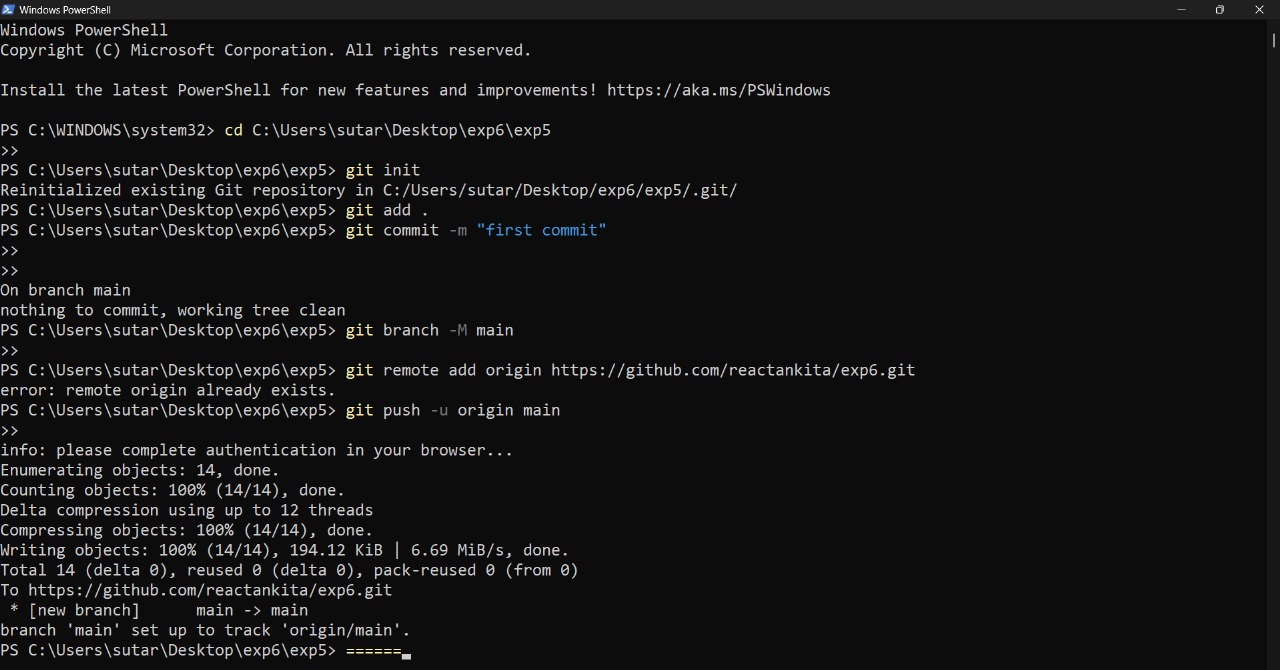 Windows PowerShell
Windows PowerShell
Copyright (C) Microsoft Corporation. All rights reserved.
Install the latest PowerShell for new features and improvements! https://aka.ms/PSWindows
PS C:\WINDOWS\system32> cd C:\Users\sutar\Desktop\exp6\exp5
>>
PS C:\Users\sutar\Desktop\exp6\exp5> git init
Reinitialized existing Git repository in C:/Users/sutar/Desktop/exp6/exp5/.git/
PS C:\Users\sutar\Desktop\exp6\exp5> git add .
PS C:\Users\sutar\Desktop\exp6\exp5> git commit -m "first commit"
>>
>>
On branch main
nothing to commit, working tree clean
PS C:\Users\sutar\Desktop\exp6\exp5> git branch -M main
>>
PS C:\Users\sutar\Desktop\exp6\exp5> git remote add origin https://github.com/reactankita/exp6.git
error: remote origin already exists.
PS C:\Users\sutar\Desktop\exp6\exp5> git push -u origin main
>>
info: please complete authentication in your browser...
Enumerating objects: 14, done.
Counting objects: 100% (14/14), done.
Delta compression using up to 12 threads
Compressing objects: 100% (14/14), done.
Writing objects: 100% (14/14), 194.12 KiB | 6.69 MiB/s, done.
Total 14 (delta 0), reused 0 (delta 0), pack-reused 0 (from 0)
To https://github.com/reactankita/exp6.git
 * [new branch]      main -> main
branch 'main' set up to track 'origin/main'.
PS C:\Users\sutar\Desktop\exp6\exp5> ======